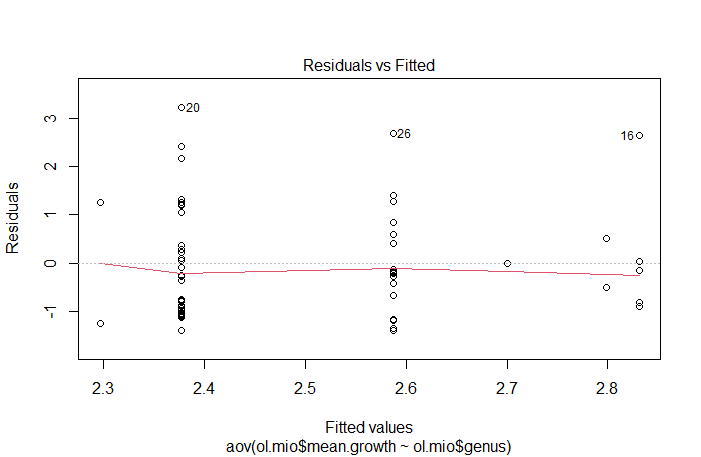 Residuals vs Fitted
3
2
1
0
-1
Residuals
20
26
16
2.3 2.4 2.5 2.6 2.7 2.8
Fitted values
aov(ol.mio$mean.growth ~ ol.mio$genus)